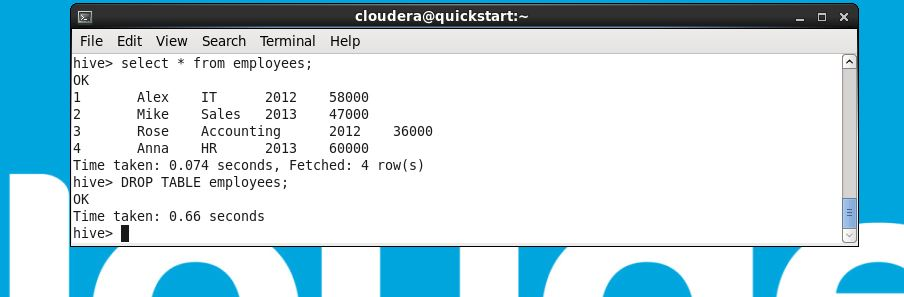 cloudera@quickstart:~
File Edit View Search Terminal Help
hive> select * from employees;
OK
1 Alex IT 2012 58000
2 Mike Sales 2013 47000
3 Rose Accounting 2012 36000
4 Anna HR 2013 60000
Time taken: 0.074 seconds, Fetched: 4 row(s)
hive> DROP TABLE employees;
OK
Time taken: 0.66 seconds
hive>